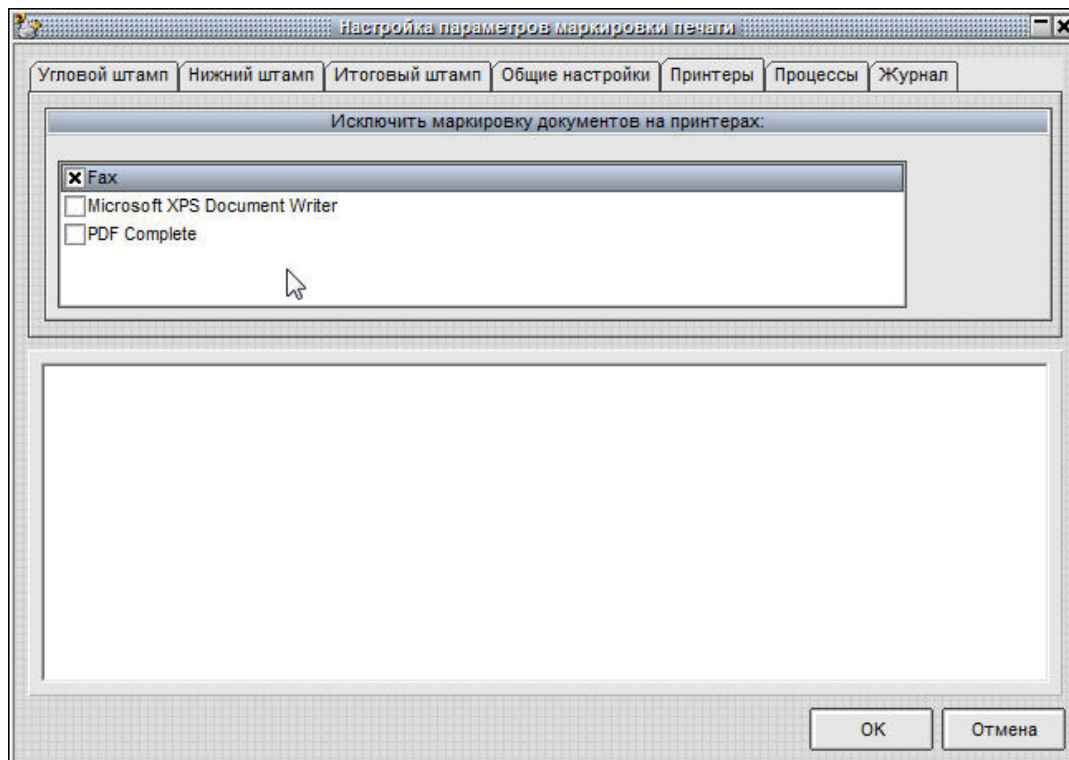 Настройка параметров маркировки печати
Угловой штамп Нижний штамп Итоговый штамп Общие настройки Принтеры Процессы Журнал
Исключить маркировку документов на принтерах:
Fax
Microsoft XPS Document Writer
PDF Complete
OK Отмена